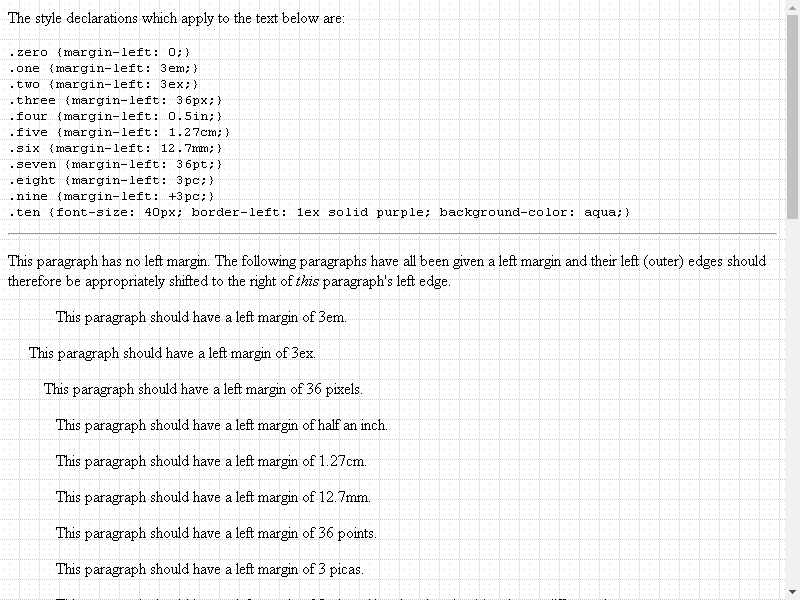 The style declarations which apply to the text below are:
.zero {margin-left: 0;}
.one {margin-left: 3em;}
.two {margin-left: 3ex;}
.three {margin-left: 36px;}
.four {margin-left: 0.5in;}
.five {margin-left: 1.27cm;}
.six {margin-left: 12.7mm;}
.seven {margin-left: 36pt;}
.eight {margin-left: 3pc;}
.nine {margin-left: +3pc;}
.ten {font-size: 40px; border-left: 1ex solid purple; background-color: aqua;}
This paragraph has no left margin. The following paragraphs have all been given a left margin and their left (outer) edges should
therefore be appropriately shifted to the right of this paragraph's left edge.
This paragraph should have a left margin of 3em.
This paragraph should have a left margin of 3ex.
This paragraph should have a left margin of 36 pixels.
This paragraph should have a left margin of half an inch.
This paragraph should have a left margin of 1.27cm.
This paragraph should have a left margin of 12.7mm.
This paragraph should have a left margin of 36 points.
This paragraph should have a left margin of 3 picas.